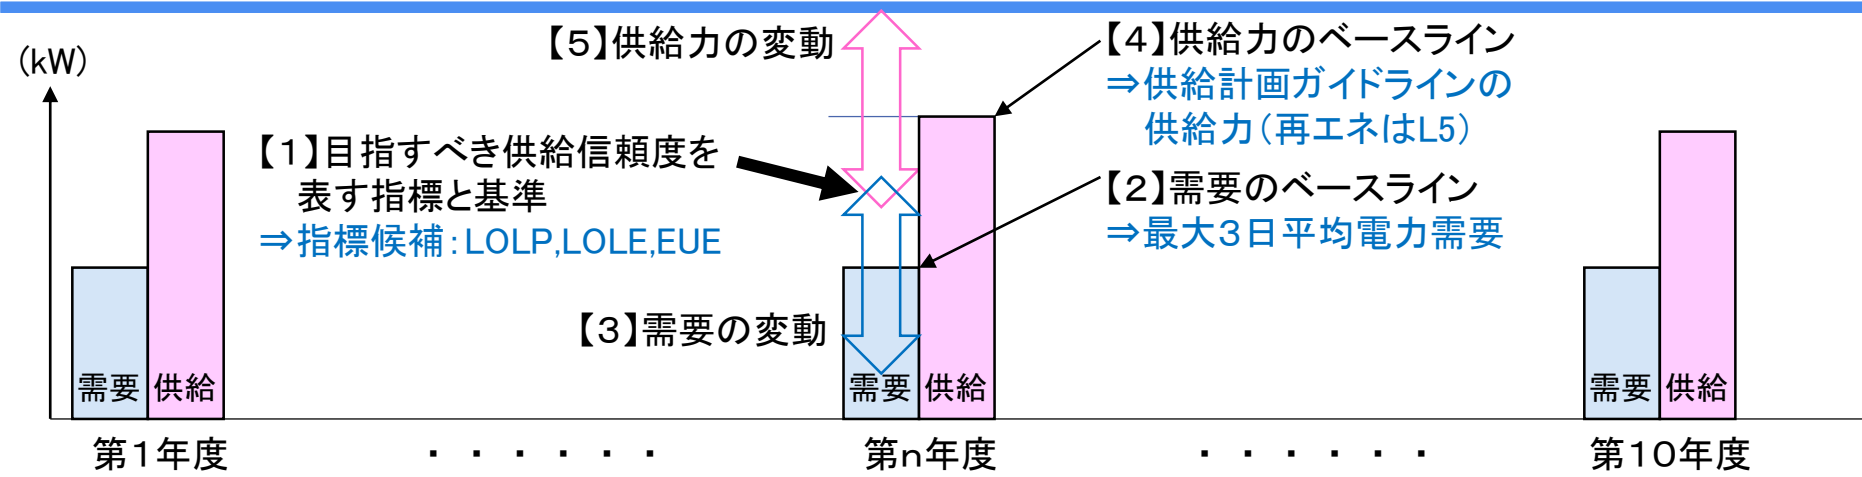 (kW)
【5】供給力の変動
【4】供給力のベースライン
⇒供給計画ガイドラインの
供給力(再エネはL5)
【1】目指すべき供給信頼度を
表す指標と基準
⇒指標候補:LOLP,LOLE,EUE
【2】需要のベースライン
⇒最大3日平均電力需要
【3】需要の変動
需要 供給
需要 供給
需要 供給
第1年度 ・・・・・・ 第n年度 ・・・・・・ 第10年度